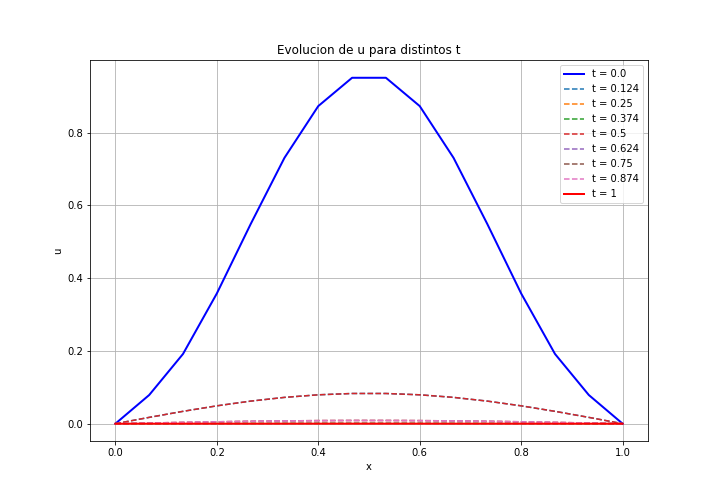 Evolucion de u para distintos t
t = 0.0
t = 0.124
t = 0.25
t = 0.374
t = 0.5
t = 0.624
t = 0.75
t = 0.874
t = 1
u
0.8
0.6
0.4
0.2
0.0
0.0 0.2 0.4 0.6 0.8 1.0
x